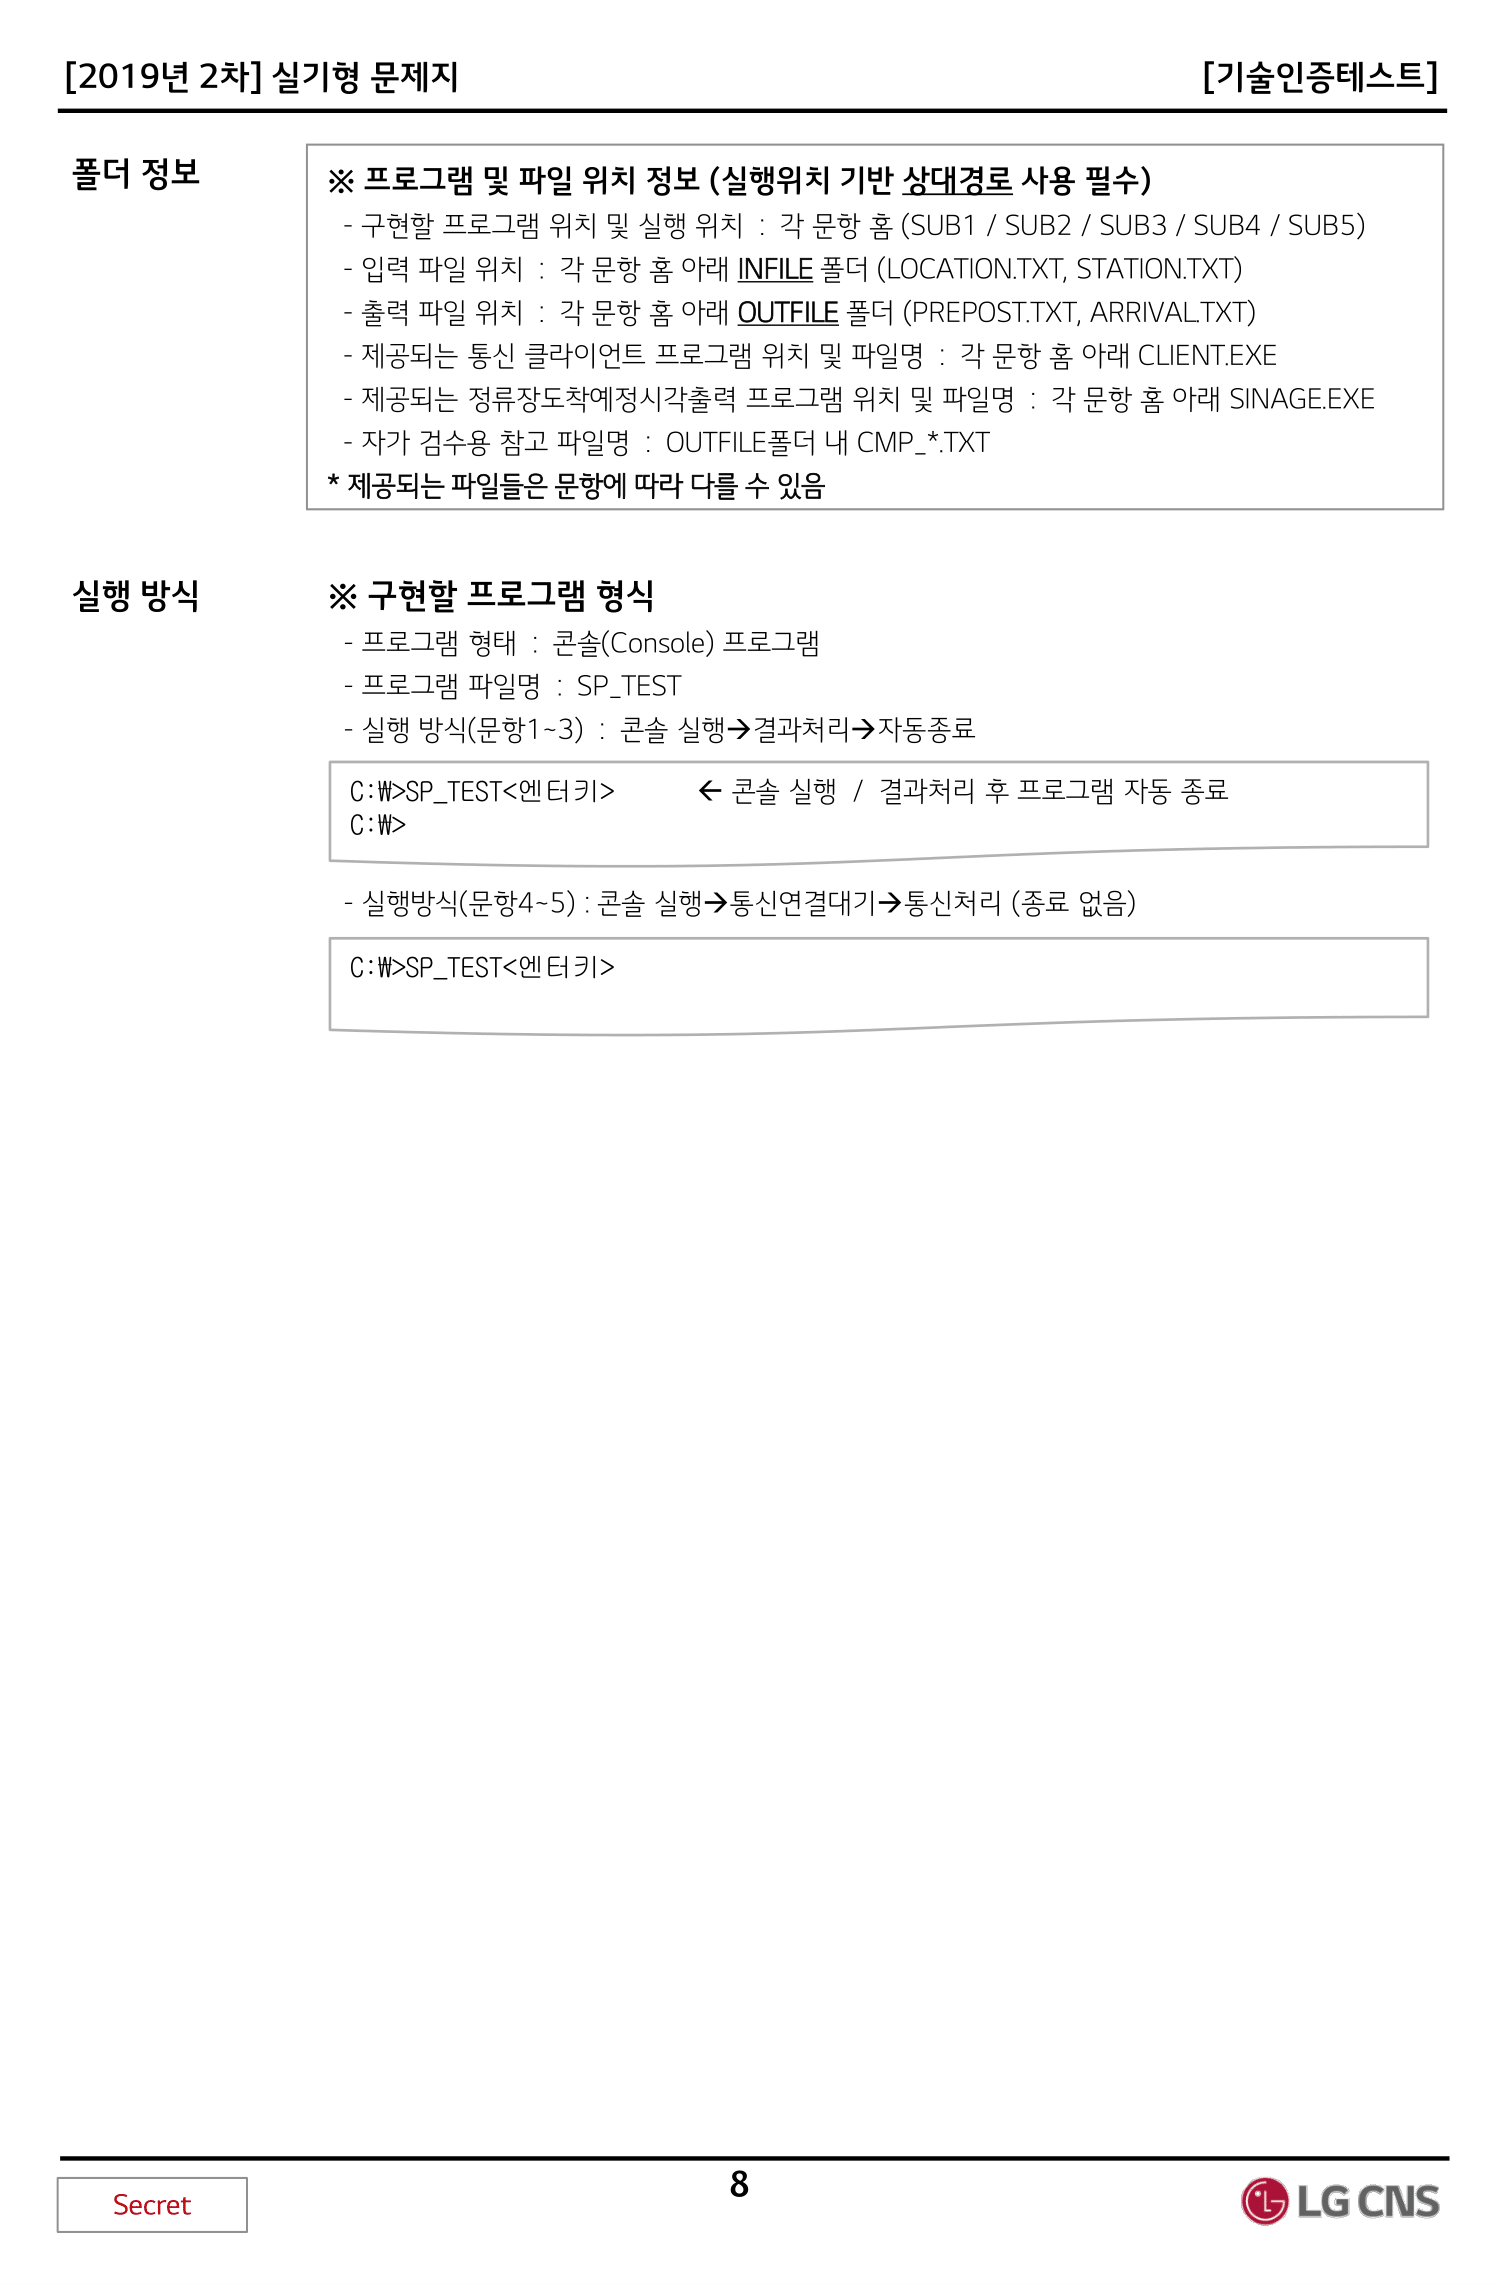 [2019년 2차] 실기형 문제지
[기술인증테스트]
폴더 정보
※ 프로그램 및 파일 위치 정보 (실행위치 기반 상대경로 사용 필수)
- 구현할 프로그램 위치 및 실행 위치 : 각 문항 홈 (SUB1 / SUB2 / SUB3 / SUB4 / SUB5)
- 입력 파일 위치 : 각 문항 홈 아래 INFILE 폴더 (LOCATION.TXT, STATION.TXT)
- 출력 파일 위치 : 각 문항 홈 아래 OUTFILE 폴더 (PREPOST.TXT, ARRIVAL.TXT)
- 제공되는 통신 클라이언트 프로그램 위치 및 파일명 : 각 문항 홈 아래 CLIENT.EXE
- 제공되는 정류장도착예정시각출력 프로그램 위치 및 파일명 : 각 문항 홈 아래 SINAGE.EXE
- 자가 검수용 참고 파일명 : OUTFILE폴더 내 CMP_*.TXT
* 제공되는 파일들은 문항에 따라 다를 수 있음
실행 방식
※ 구현할 프로그램 형식
- 프로그램 형태 : 콘솔(Console) 프로그램
- 프로그램 파일명 : SP_TEST
- 실행 방식(문항1~3) : 콘솔 실행→결과처리→자동종료
C:₩>SP_TEST<엔터키> ← 콘솔 실행 / 결과처리 후 프로그램 자동 종료
C:₩>
- 실행방식(문항4~5) : 콘솔 실행→통신연결대기→통신처리 (종료 없음)
C:₩>SP_TEST<엔터키>
8
Secret
LG CNS